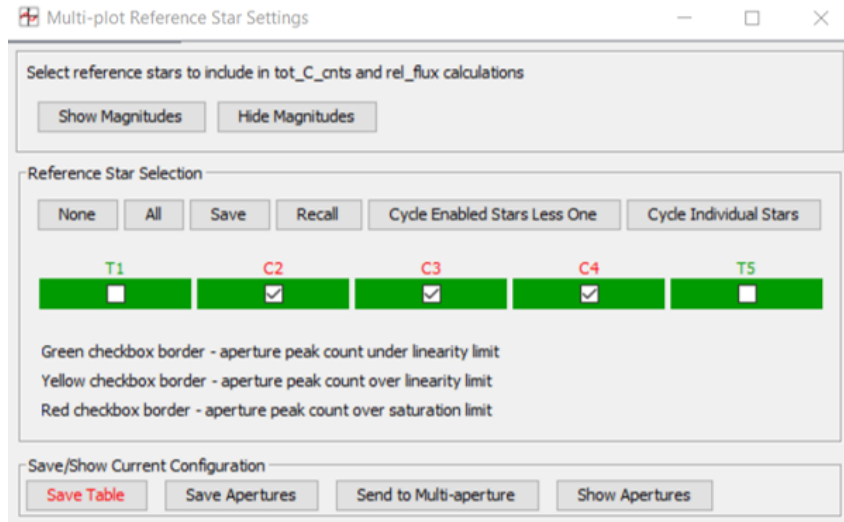 Multi-plot Reference Star Settings
Select reference stars to include in tot_C_cnts and rel_flux calculations
Show Magnitudes Hide Magnitudes
Reference Star Selection
None All Save Recall Cycle Enabled Stars Less One Cycle Individual Stars
T1 C2 C3 C4 T5
Green checkbox border - aperture peak count under linearity limit
Yellow checkbox border - aperture peak count over linearity limit
Red checkbox border - aperture peak count over saturation limit
Save/Show Current Configuration
Save Table Save Apertures Send to Multi-aperture Show Apertures